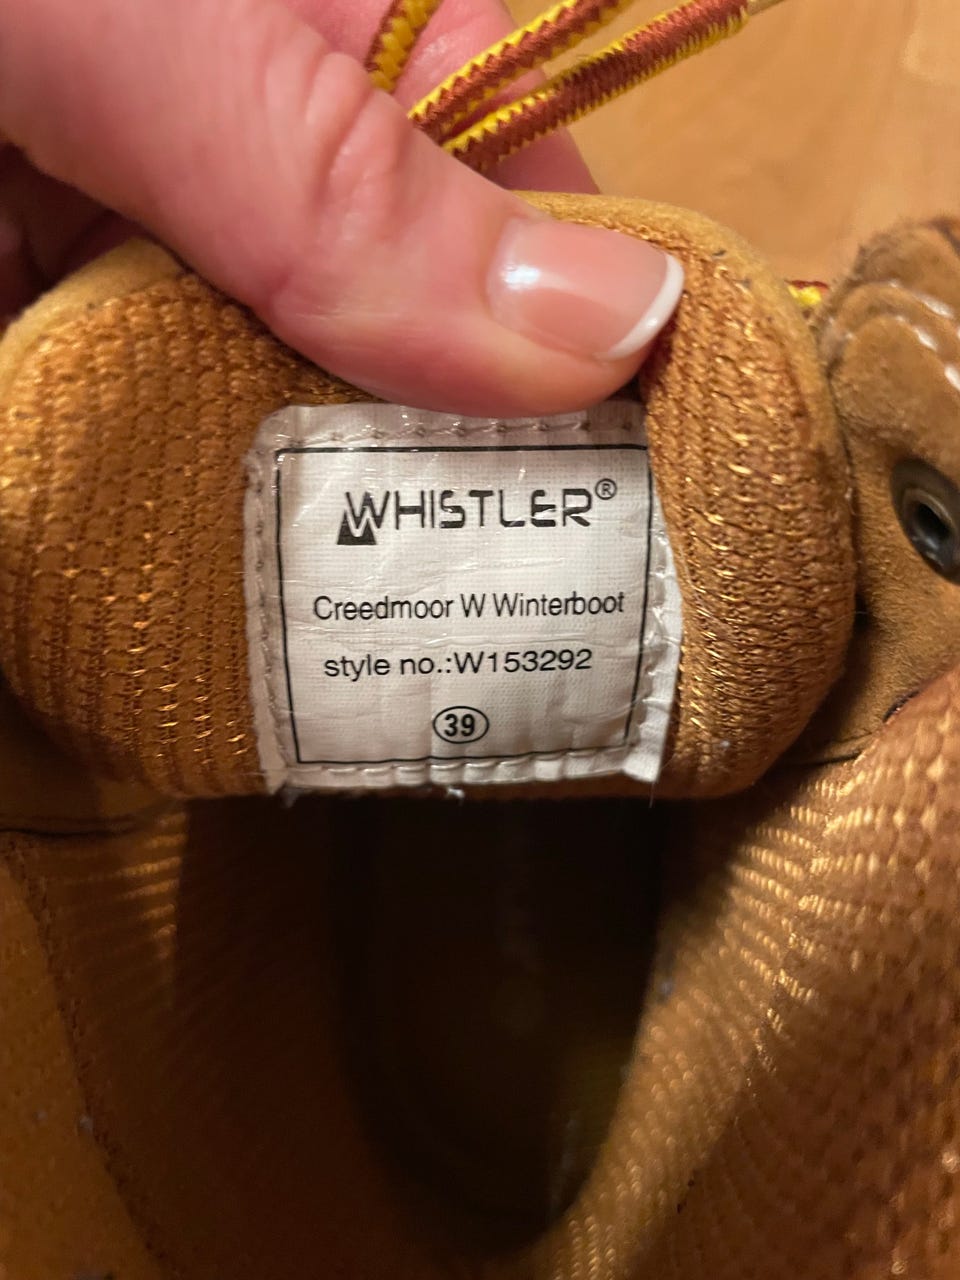 WHISTLER®
Creedmoor W Winterboot
style no.:W153292
39